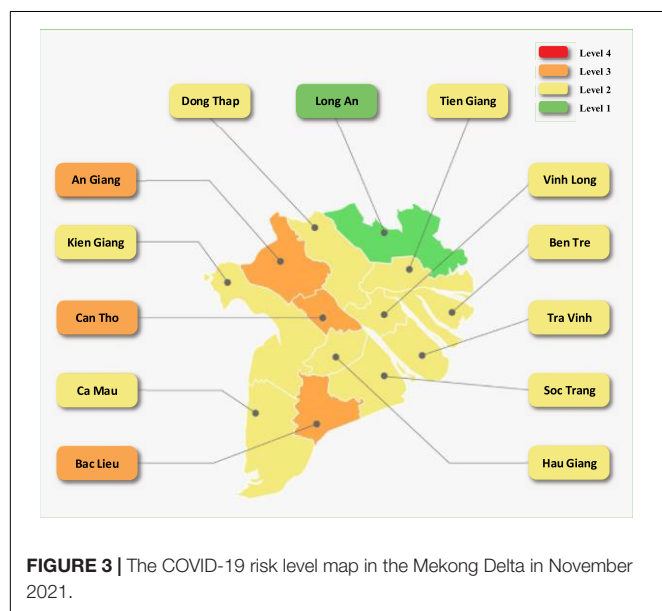 Level 4
Level 3
Level 2
Level 1
Dong Thap
Long An
Tien Giang
An Giang
Vinh Long
Kien Giang
Ben Tre
Can Tho
Tra Vinh
Ca Mau
Soc Trang
Bac Lieu
Hau Giang
FIGURE 3 | The COVID-19 risk level map in the Mekong Delta in November
2021.